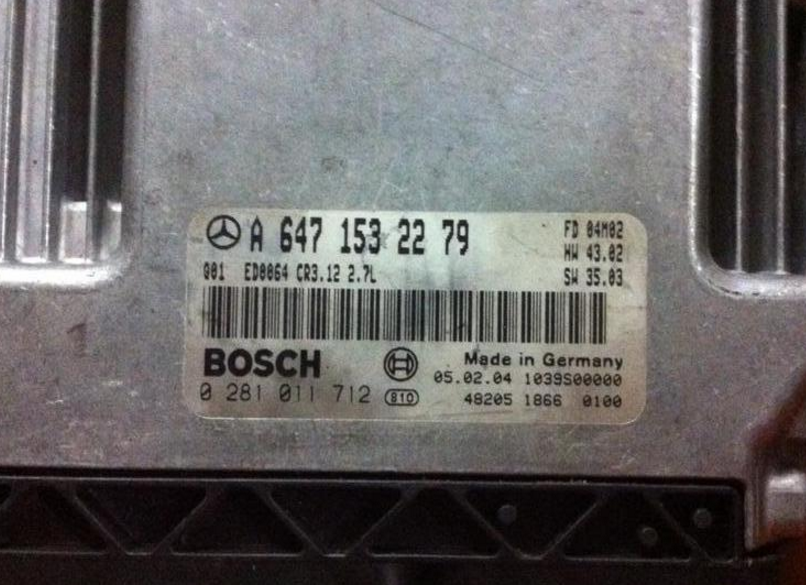 A 647 153 22 79
FD 04M02
HW 43.02
Q01 ED0064 CR3.12 2.7L
SW 35.03
BOSCH
Made in Germany
05.02.04 1039S00000
0 281 011 712 810
48205 1866 0100